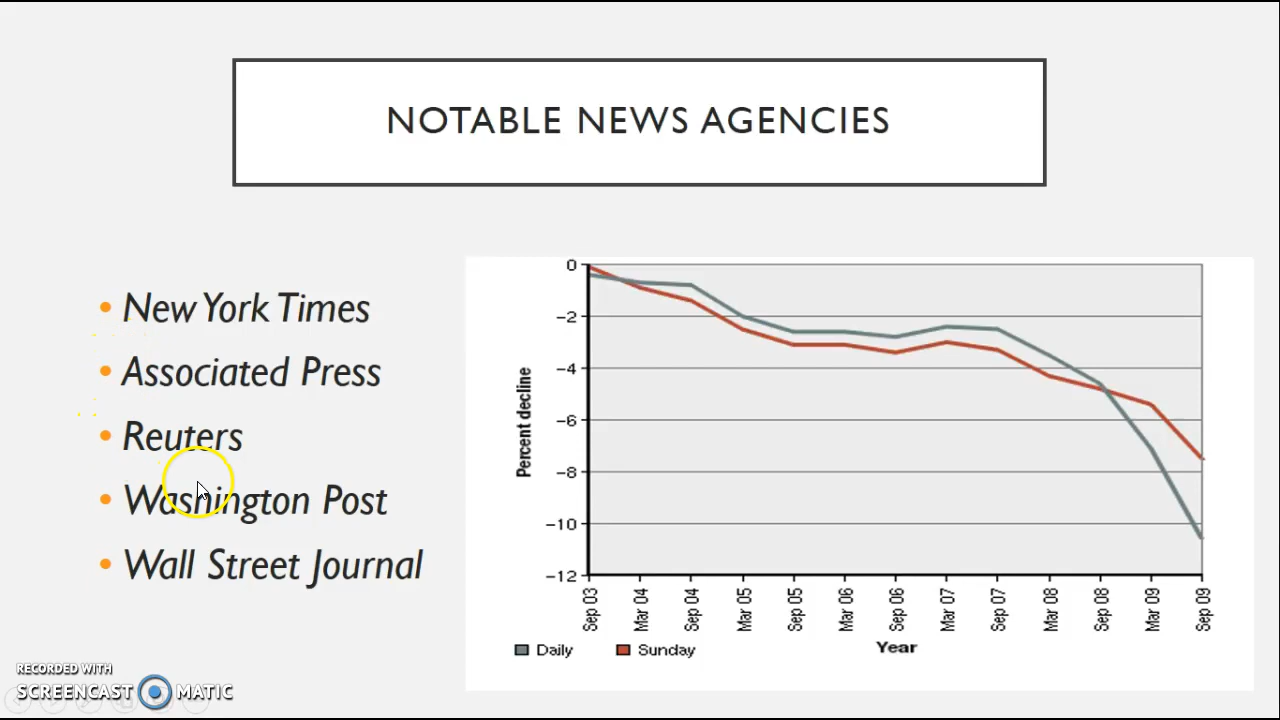 NOTABLE NEWS AGENCIES
• New York Times
• Associated Press
• Reuters
• Washington Post
• Wall Street Journal
0
−2
−4
−6
−8
−10
−12
Percent decline
Sep 03
Mar 04
Sep 04
Mar 05
Sep 05
Mar 06
Sep 06
Mar 07
Sep 07
Mar 08
Sep 08
Mar 09
Sep 09
Year
Daily
Sunday
RECORDED WITH
SCREENCAST MATIC